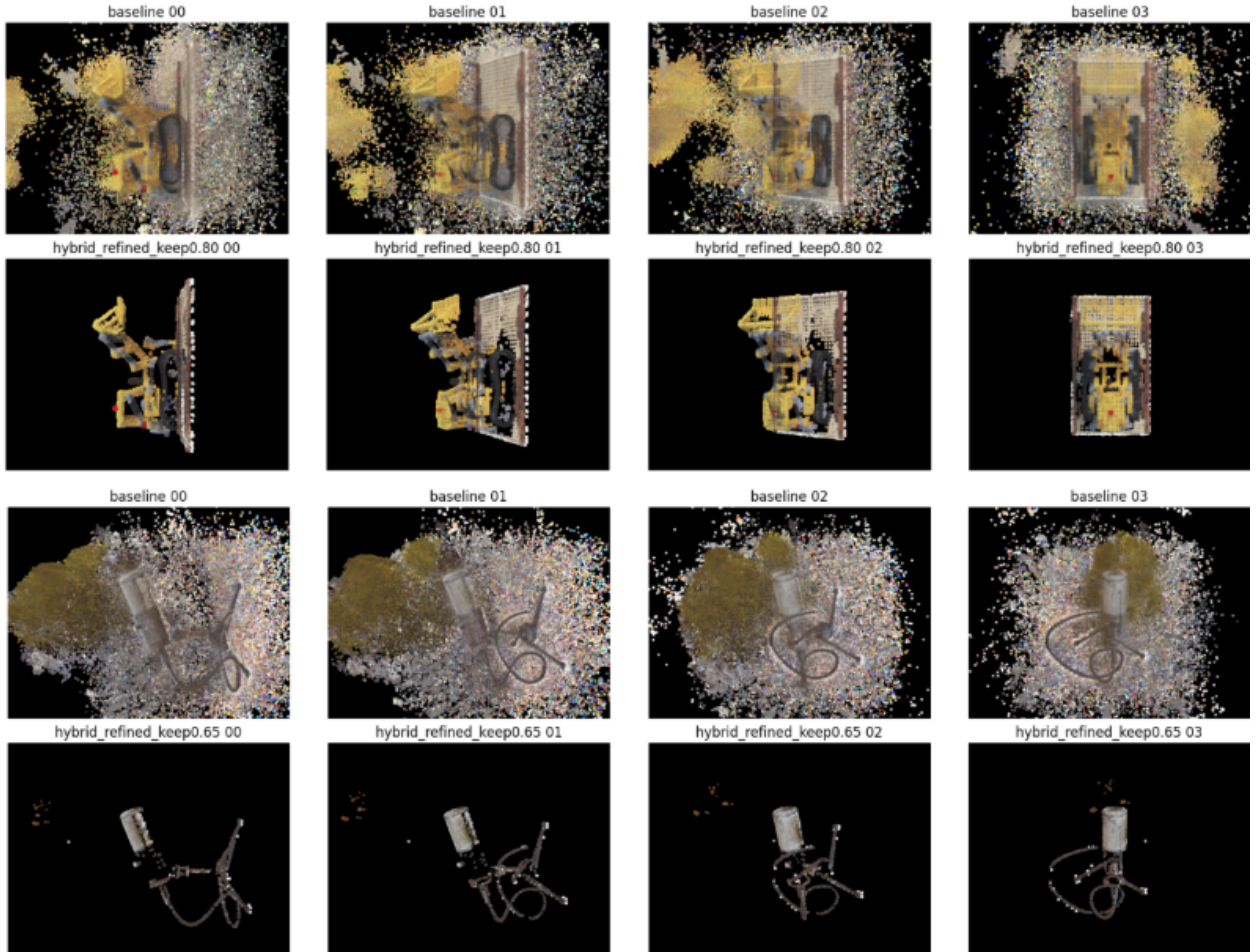 baseline 00 baseline 01 baseline 02 baseline 03
hybrid_refined_keep0.80 00 hybrid_refined_keep0.80 01 hybrid_refined_keep0.80 02 hybrid_refined_keep0.80 03
baseline 00 baseline 01 baseline 02 baseline 03
hybrid_refined_keep0.65 00 hybrid_refined_keep0.65 01 hybrid_refined_keep0.65 02 hybrid_refined_keep0.65 03